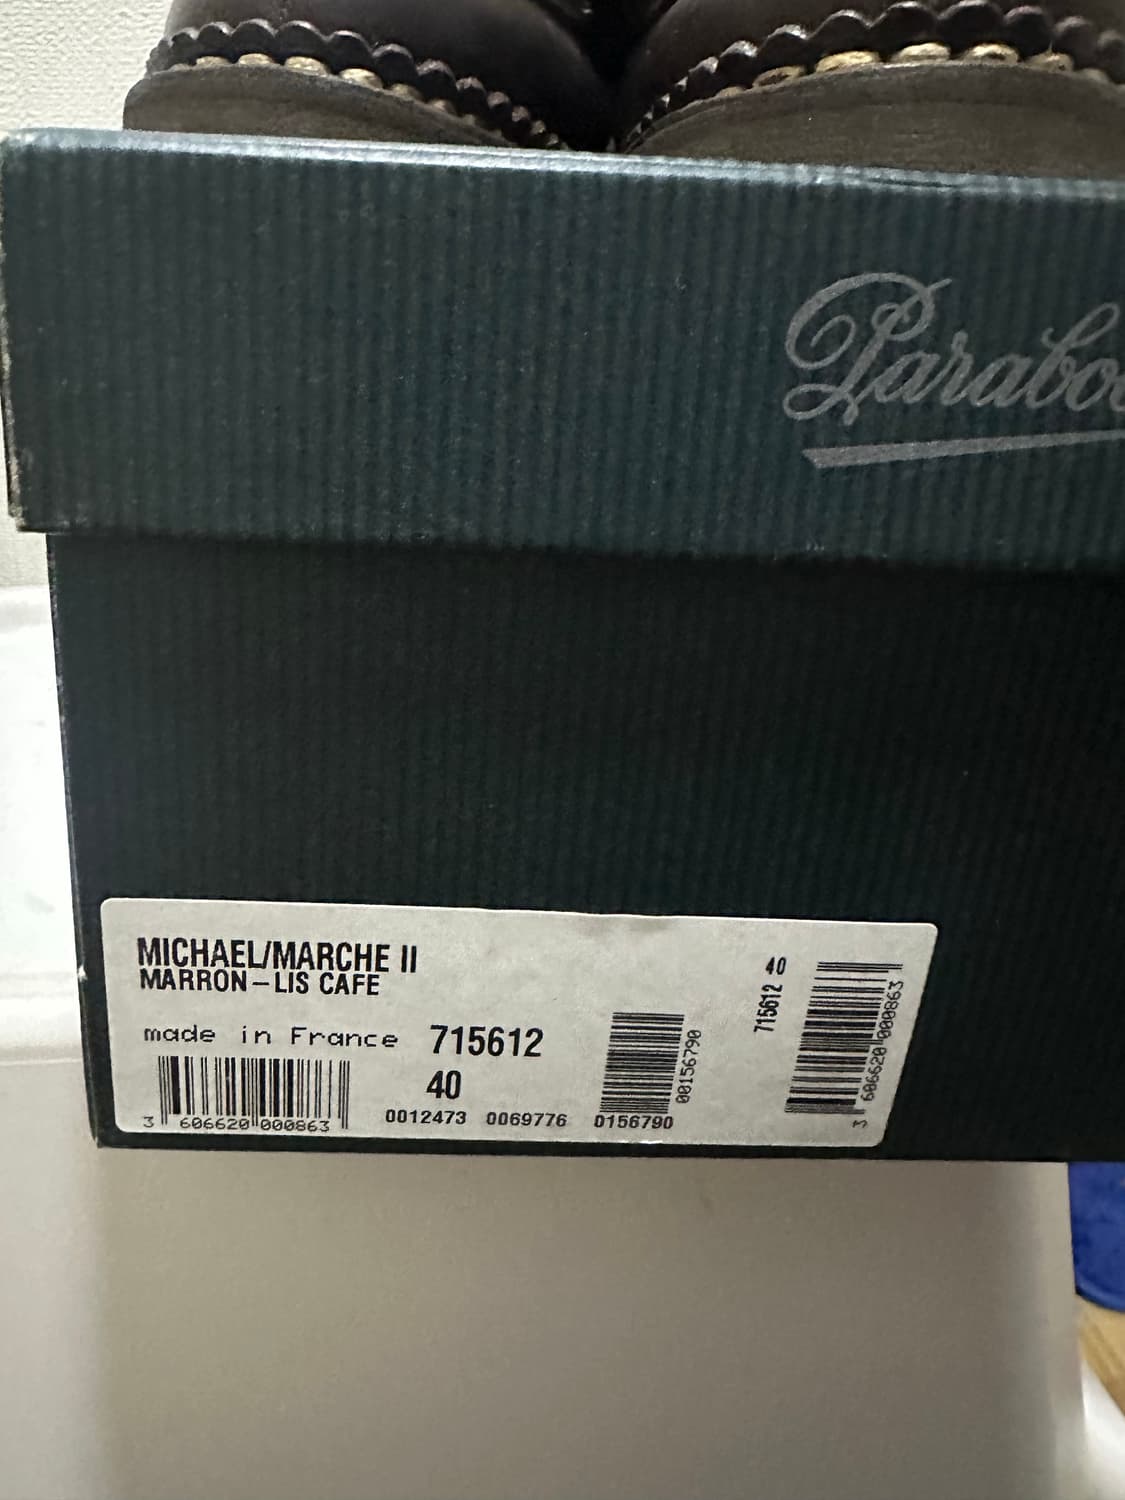 Paraboo
MICHAEL/MARCHE II
MARRON-LIS CAFE
made in France 715612
40
3 606620 000863
0012473 0069776 0156790
00156790
40
715612
3 606620 000863